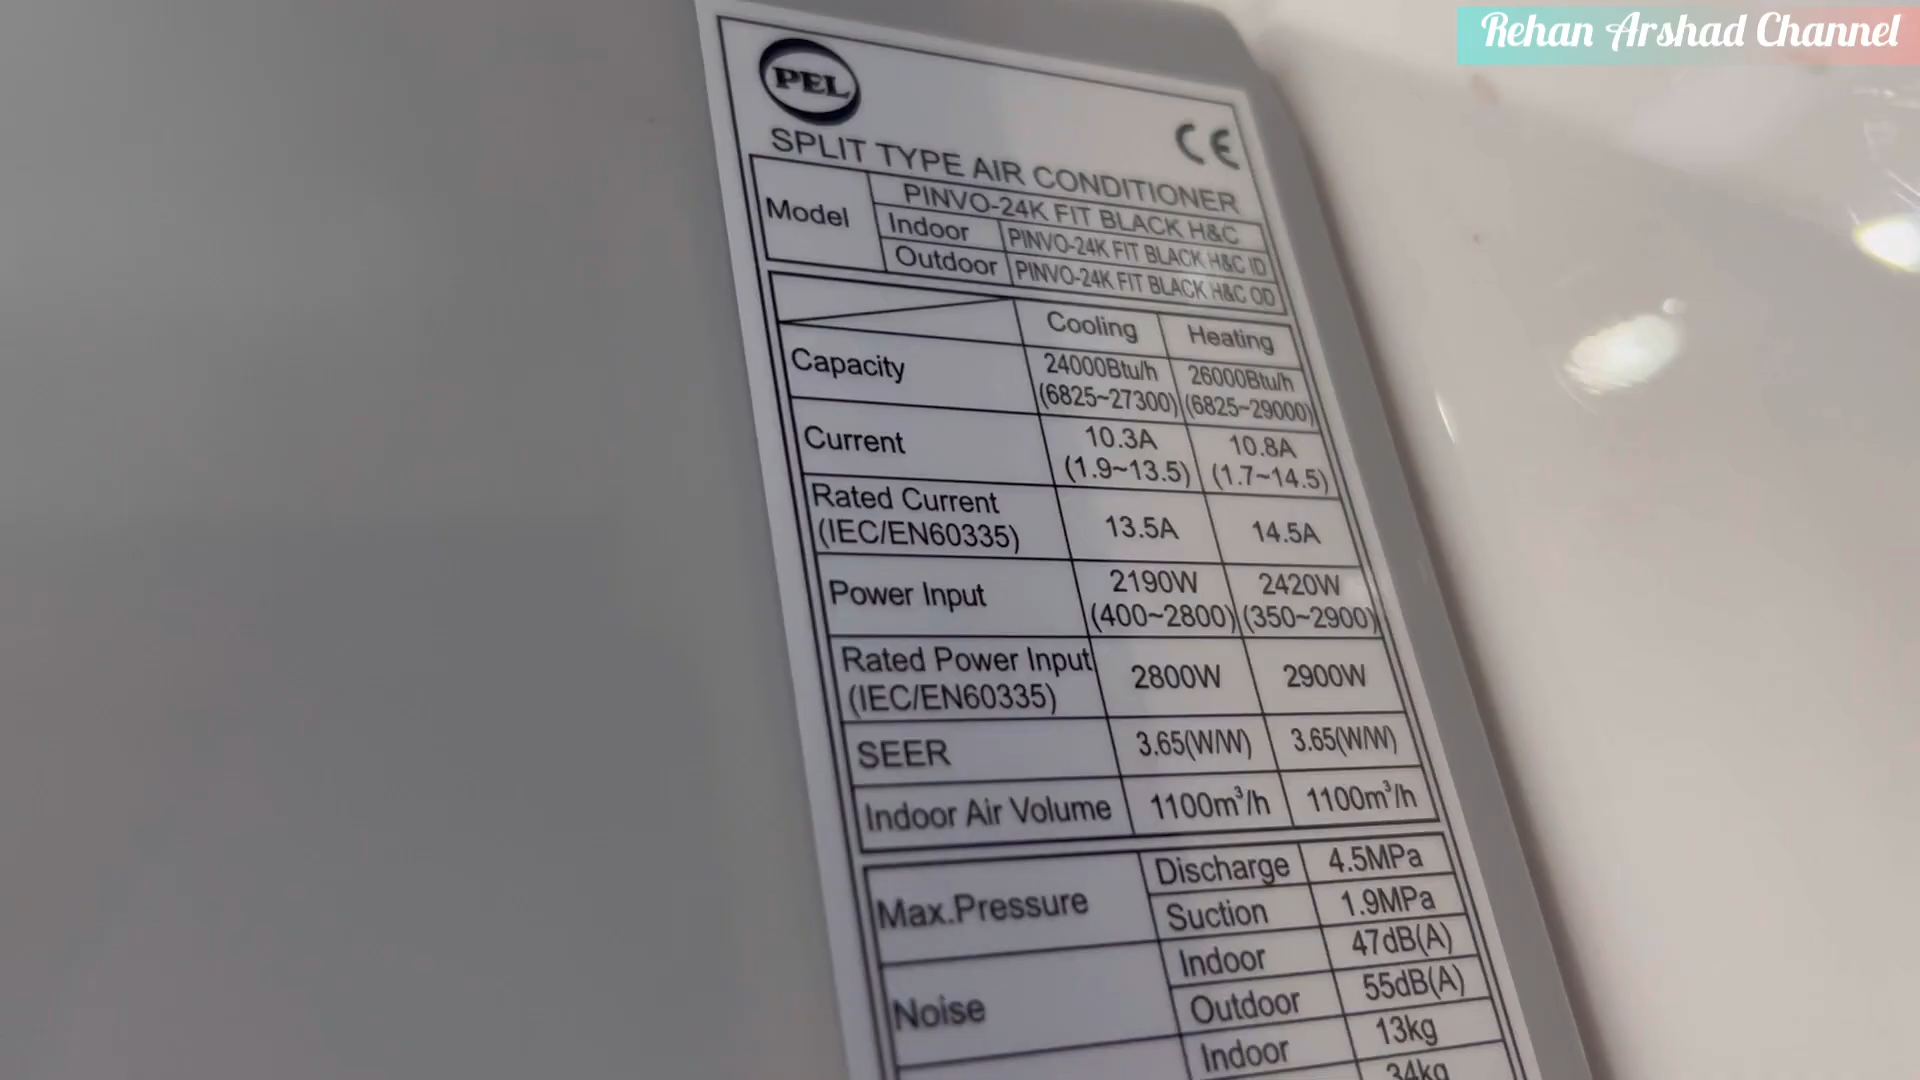 Rehan Arshad Channel
PEL
CE
SPLIT TYPE AIR CONDITIONER
Model
PINVO-24K FIT BLACK H&C
Indoor PINVO-24K FIT BLACK H&C ID
Outdoor PINVO-24K FIT BLACK H&C OD
Cooling Heating
Capacity 24000Btu/h 26000Btu/h
(6825~27300) (6825~29000)
Current 10.3A 10.8A
(1.9~13.5) (1.7~14.5)
Rated Current
(IEC/EN60335) 13.5A 14.5A
Power Input 2190W 2420W
(400~2800) (350~2900)
Rated Power Input
(IEC/EN60335) 2800W 2900W
SEER 3.65(W/W) 3.65(W/W)
Indoor Air Volume 1100m³/h 1100m³/h
Max.Pressure Discharge 4.5MPa
Suction 1.9MPa
Noise Indoor 47dB(A)
Outdoor 55dB(A)
Indoor 13kg
34kg